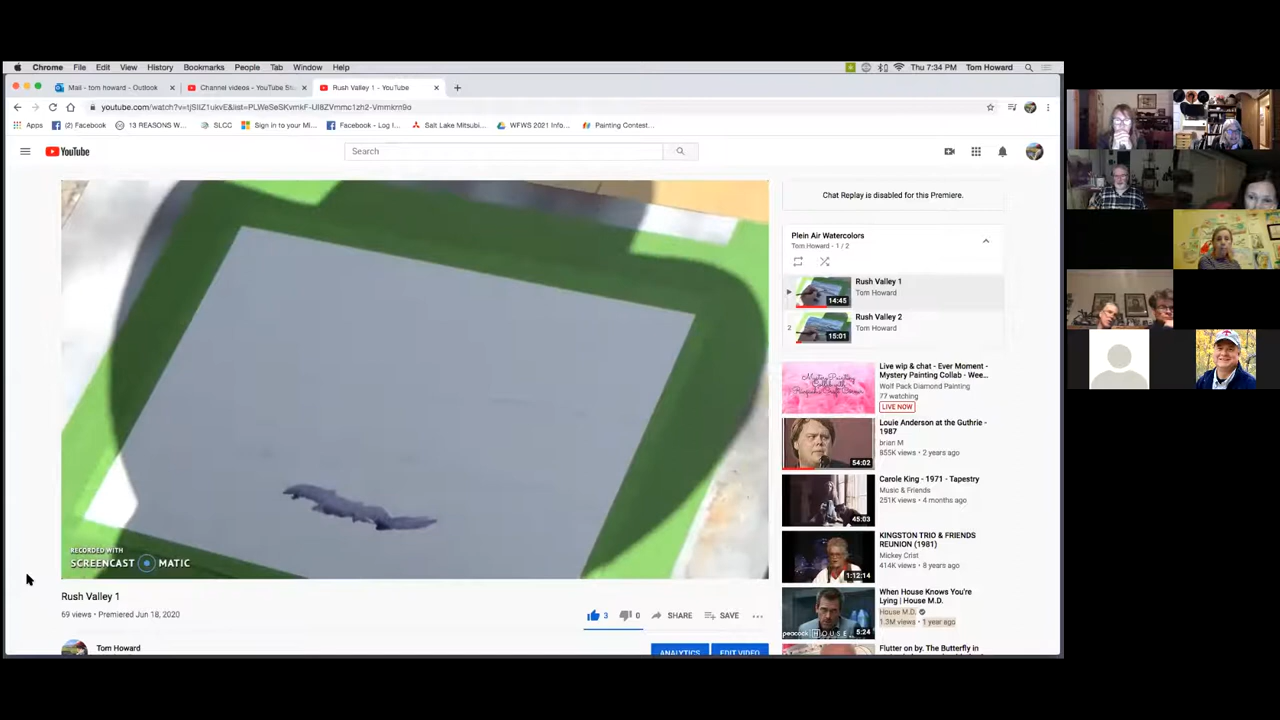 Chrome File Edit View History Bookmarks People Tab Window Help Thu 7:34 PM Tom Howard
Mail - tom howard - Outlook
Channel videos - YouTube Stu
Rush Valley 1 - YouTube
Apps
(2) Facebook
13 REASONS W...
SLCC
Sign in to your Mi...
Facebook - Log I...
Salt Lake Mitsubi...
WFWS 2021 Info...
Painting Contest...
YouTube
Search
RECORDED WITH
SCREENCAST MATIC
Rush Valley 1
69 views • Premiered Jun 18, 2020
3 0 SHARE SAVE
Tom Howard
ANALYTICS EDIT VIDEO
Chat Replay is disabled for this Premiere.
Plein Air Watercolors
Tom Howard - 1 / 2
Rush Valley 1
Tom Howard
14:45
2
Rush Valley 2
Tom Howard
15:01
Live wip & chat - Ever Moment -
Mystery Painting Collab - Wee...
Wolf Pack Diamond Painting
77 watching
LIVE NOW
Louie Anderson at the Guthrie -
1987
brian M
855K views • 2 years ago
54:02
Carole King - 1971 - Tapestry
Music & Friends
251K views • 4 months ago
45:03
KINGSTON TRIO & FRIENDS
REUNION (1981)
Mickey Crist
414K views • 8 years ago
1:12:14
When House Knows You're
Lying | House M.D.
House M.D.
1.3M views • 1 year ago
peacock HOUSE
5:24
Flutter on by. The Butterfly in